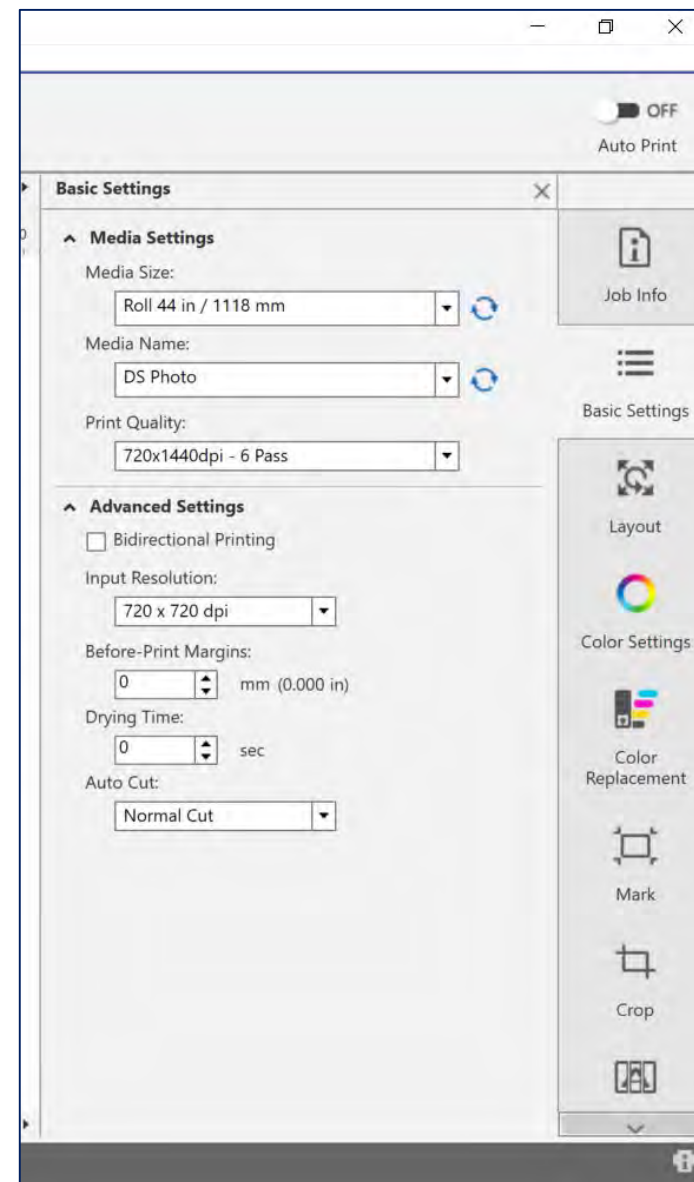 OFF
Auto Print
Basic Settings
Media Settings
Media Size:
Roll 44 in / 1118 mm
Media Name:
DS Photo
Print Quality:
720x1440dpi - 6 Pass
Advanced Settings
Bidirectional Printing
Input Resolution:
720 x 720 dpi
Before-Print Margins:
0 mm (0.000 in)
Drying Time:
0 sec
Auto Cut:
Normal Cut
Job Info
Basic Settings
Layout
Color Settings
Color
Replacement
Mark
Crop